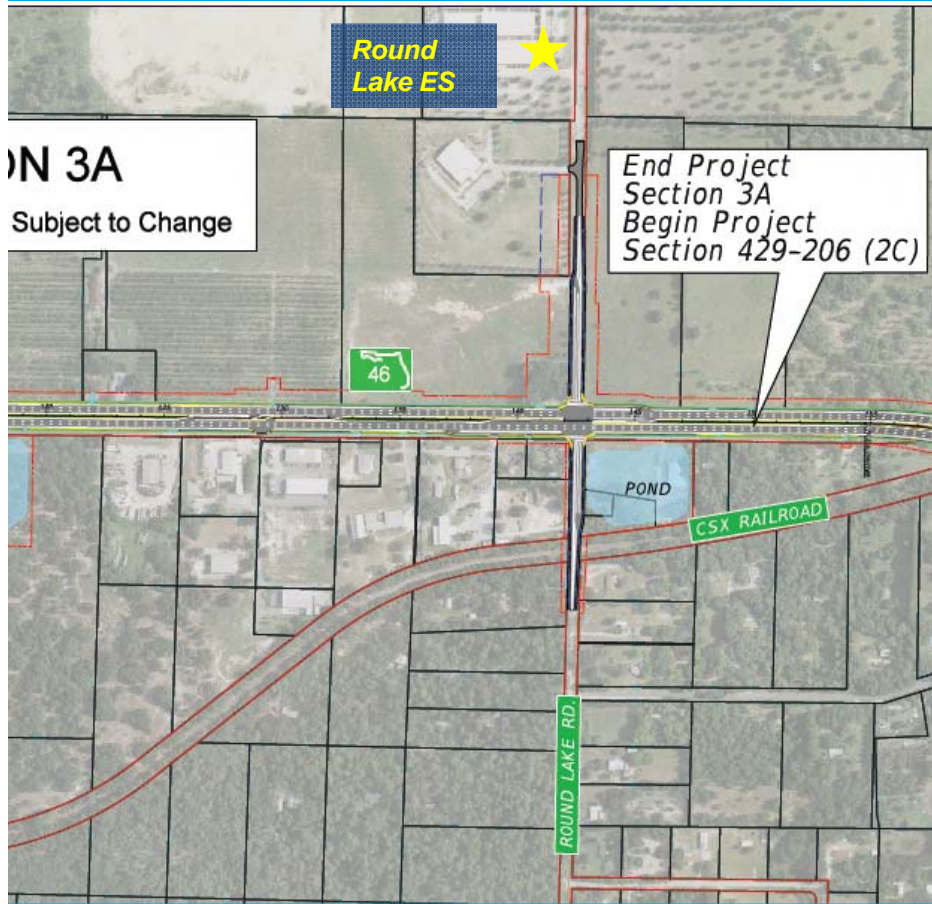 Round
Lake ES
ON 3A
Subject to Change
End Project
Section 3A
Begin Project
Section 429-206 (2C)
46
POND
CSX RAILROAD
ROUND LAKE RD.